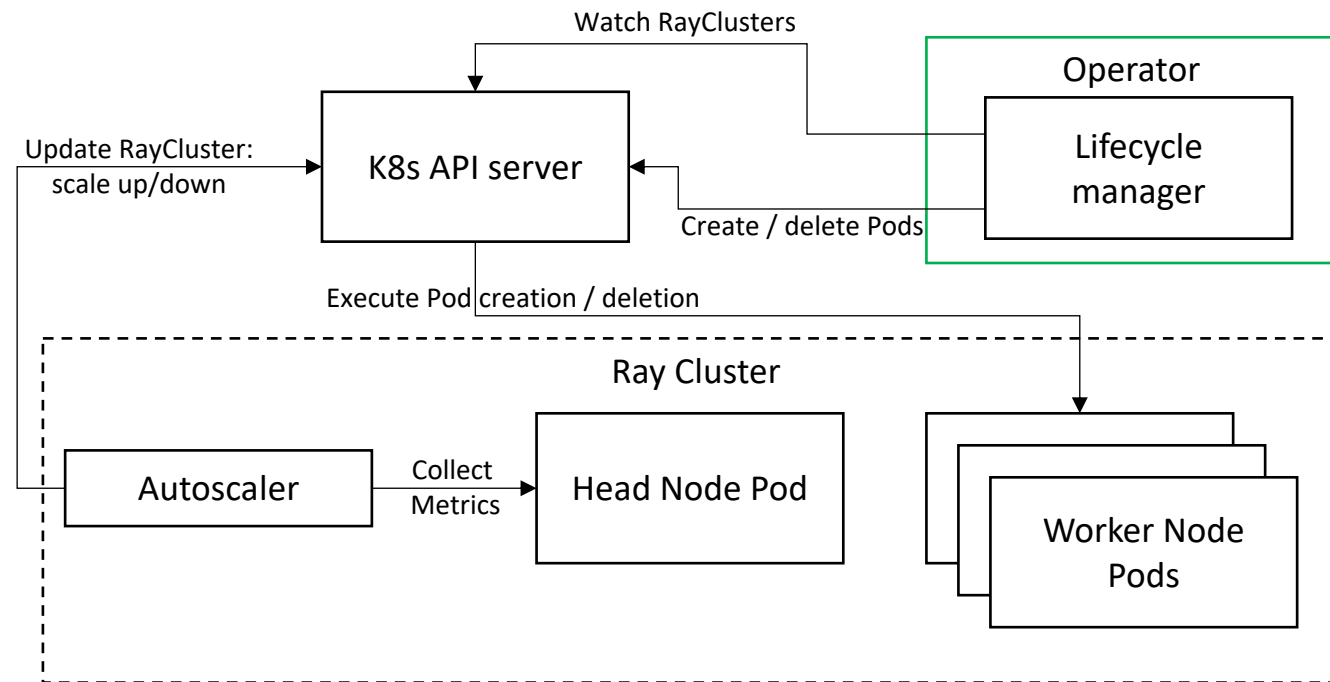 Watch RayClusters
Operator
Lifecycle
manager
Update RayCluster:
scale up/down
K8s API server
Create / delete Pods
Execute Pod creation / deletion
Ray Cluster
Autoscaler
Collect
Metrics
Head Node Pod
Worker Node
Pods